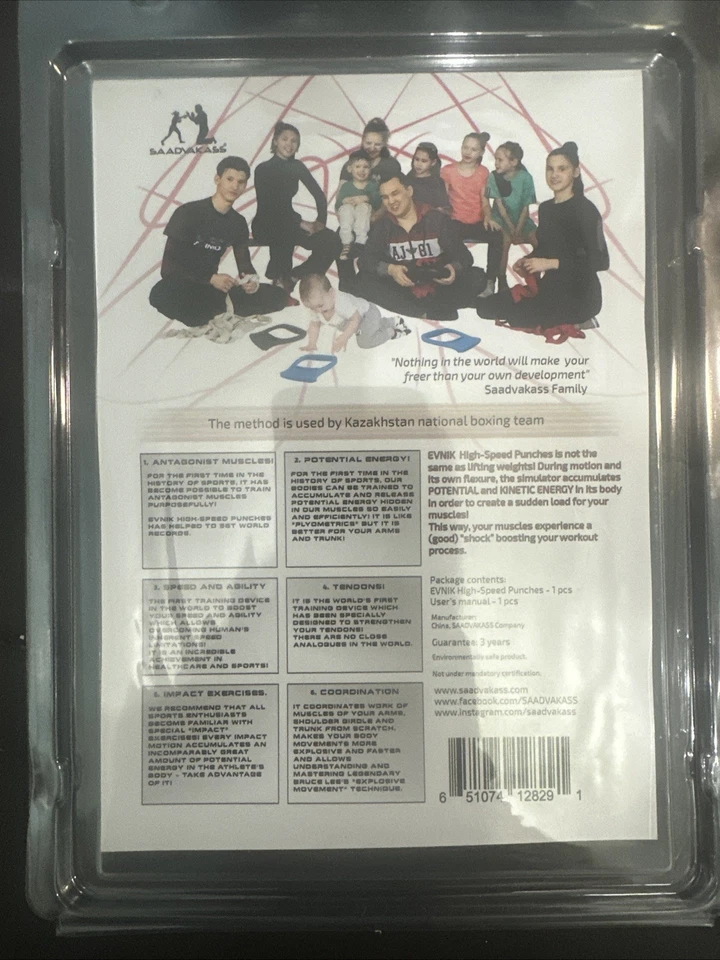 SAADVAKASS
AJ 81
"Nothing in the world will make your
freer than your own development"
Saadvakass Family
The method is used by Kazakhstan national boxing team
1. ANTAGONIST MUSCLES!
FOR THE FIRST TIME IN THE
HISTORY OF SPORTS, IT HAS
BECOME POSSIBLE TO TRAIN
ANTAGONIST MUSCLES
PURPOSEFULLY!
EVNIK HIGH-SPEED PUNCHES
HAS HELPED TO SET WORLD
RECORDS.
2. POTENTIAL ENERGY!
FOR THE FIRST TIME IN THE
HISTORY OF SPORTS, OUR
BODIES CAN BE TRAINED TO
ACCUMULATE AND RELEASE
POTENTIAL ENERGY HIDDEN
IN OUR MUSCLES SO EASILY
AND EFFICIENTLY! IT IS LIKE
"PLYOMETRICS" BUT IT IS
BETTER FOR YOUR ARMS
AND TRUNK!
3. SPEED AND AGILITY
THE FIRST TRAINING DEVICE
IN THE WORLD TO BOOST
YOUR SPEED AND AGILITY
WHICH ALLOWS
OVERCOMING HUMAN'S
INHERENT SPEED
LIMITATIONS!
IT IS AN INCREDIBLE
ACHIEVEMENT IN
HEALTHCARE AND SPORTS!
4. TENDONS!
IT IS THE WORLD'S FIRST
TRAINING DEVICE WHICH
HAS BEEN SPECIALLY
DESIGNED TO STRENGTHEN
YOUR TENDONS!
THERE ARE NO CLOSE
ANALOGUES IN THE WORLD.
5. IMPACT EXERCISES.
WE RECOMMEND THAT ALL
SPORTS ENTHUSIASTS
BECOME FAMILIAR WITH
SPECIAL "IMPACT"
EXERCISES! EVERY IMPACT
MOTION ACCUMULATES AN
INCOMPARABLY GREAT
AMOUNT OF POTENTIAL
ENERGY IN THE ATHLETE'S
BODY - TAKE ADVANTAGE
OF IT!
6. COORDINATION
IT COORDINATES WORK OF
MUSCLES OF YOUR ARMS,
SHOULDER GIRDLE AND
TRUNK FROM SCRATCH,
MAKES YOUR BODY
MOVEMENTS MORE
EXPLOSIVE AND FASTER
AND ALLOWS
UNDERSTANDING AND
MASTERING LEGENDARY
BRUCE LEE'S "EXPLOSIVE
MOVEMENT" TECHNIQUE.
EVNIK High-Speed Punches is not the
same as lifting weights! During motion and
its own flexure, the simulator accumulates
POTENTIAL and KINETIC ENERGY in its body
in order to create a sudden load for your
muscles!
This way, your muscles experience a
(good) "shock" boosting your workout
process.
Package contents:
EVNIK High-Speed Punches - 1 pcs
User's manual - 1 pcs
Manufacturer:
China, SAADVAKASS Company
Guarantee: 3 years
Environmentally-safe product.
Not under mandatory certification.
www.saadvakass.com
www.facebook.com/SAADVAKASS
www.instagram.com/saadvakass
6 51074 12829 1